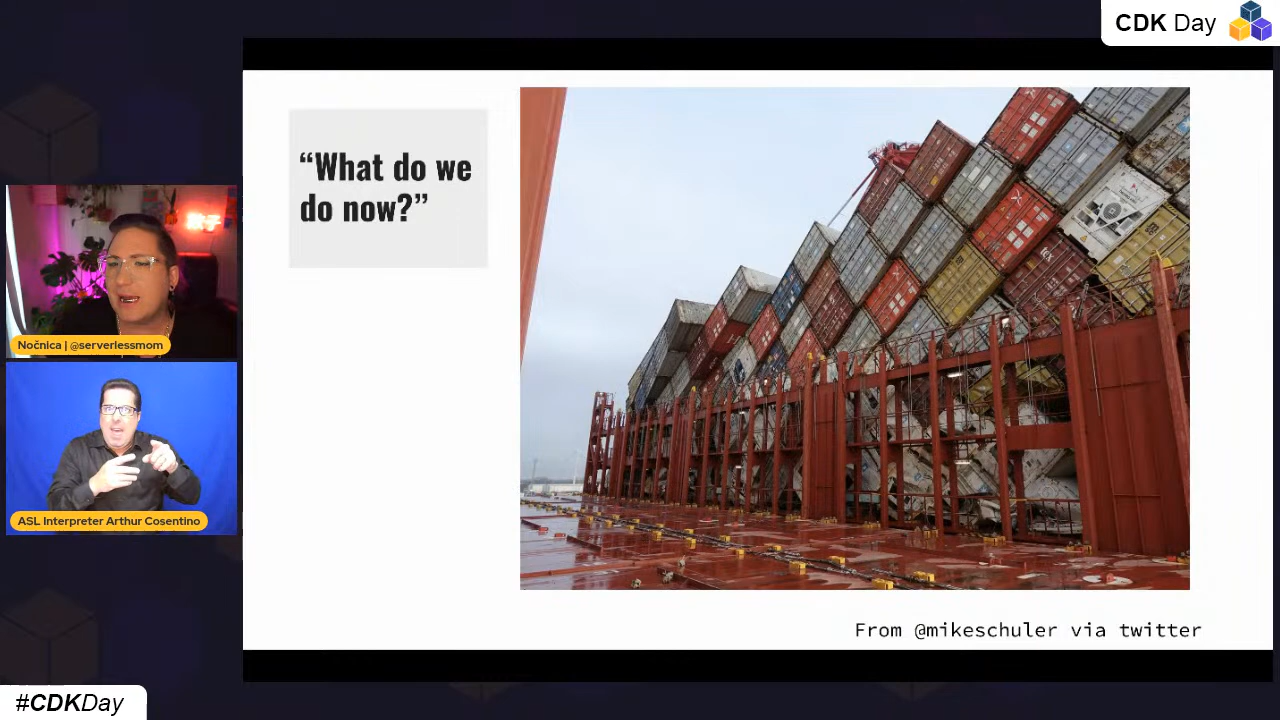 CDK Day
“What do we
do now?”
Nočnica | @serverlessmom
ASL Interpreter Arthur Cosentino
From @mikeschuler via twitter
#CDKDay